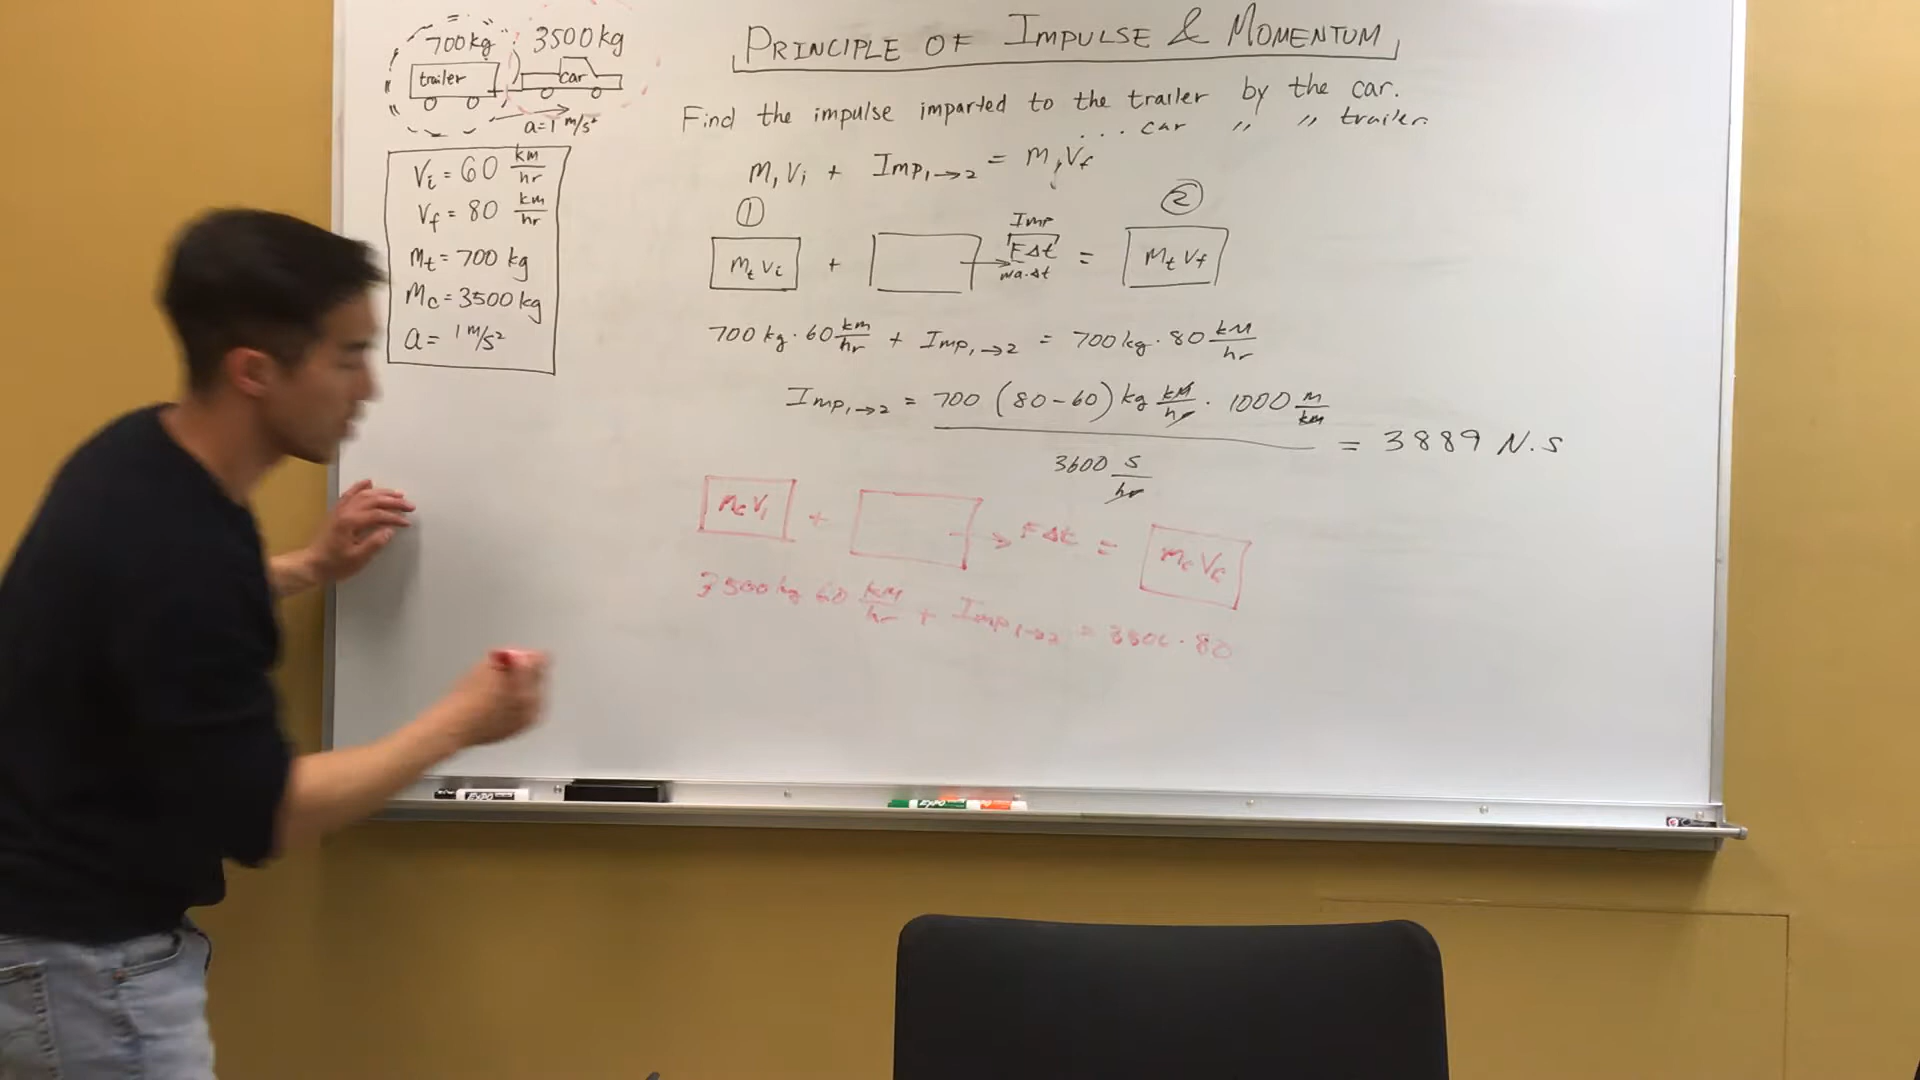 700kg
3500kg
trailer
car
a=1 m/s²
Vi = 60 km/hr
Vf = 80 km/hr
Mt = 700 kg
Mc = 3500 kg
a = 1 m/s²
PRINCIPLE OF IMPULSE & MOMENTUM
Find the impulse imparted to the trailer by the car.
... car " " trailer
m,Vi + Imp1→2 = m,Vf
① ②
Imp
mt Vi + FΔt = Mt Vf
ma·Δt
700 kg · 60 km/hr + Imp1→2 = 700 kg · 80 km/hr
Imp1→2 = 700 (80-60) kg km/hr · 1000 m/km = 3889 N.S
3600 s/hr
McV1 + → FΔt =
3500 kg 60 km/hr + Imp1→2 =
EXPO
EXPO